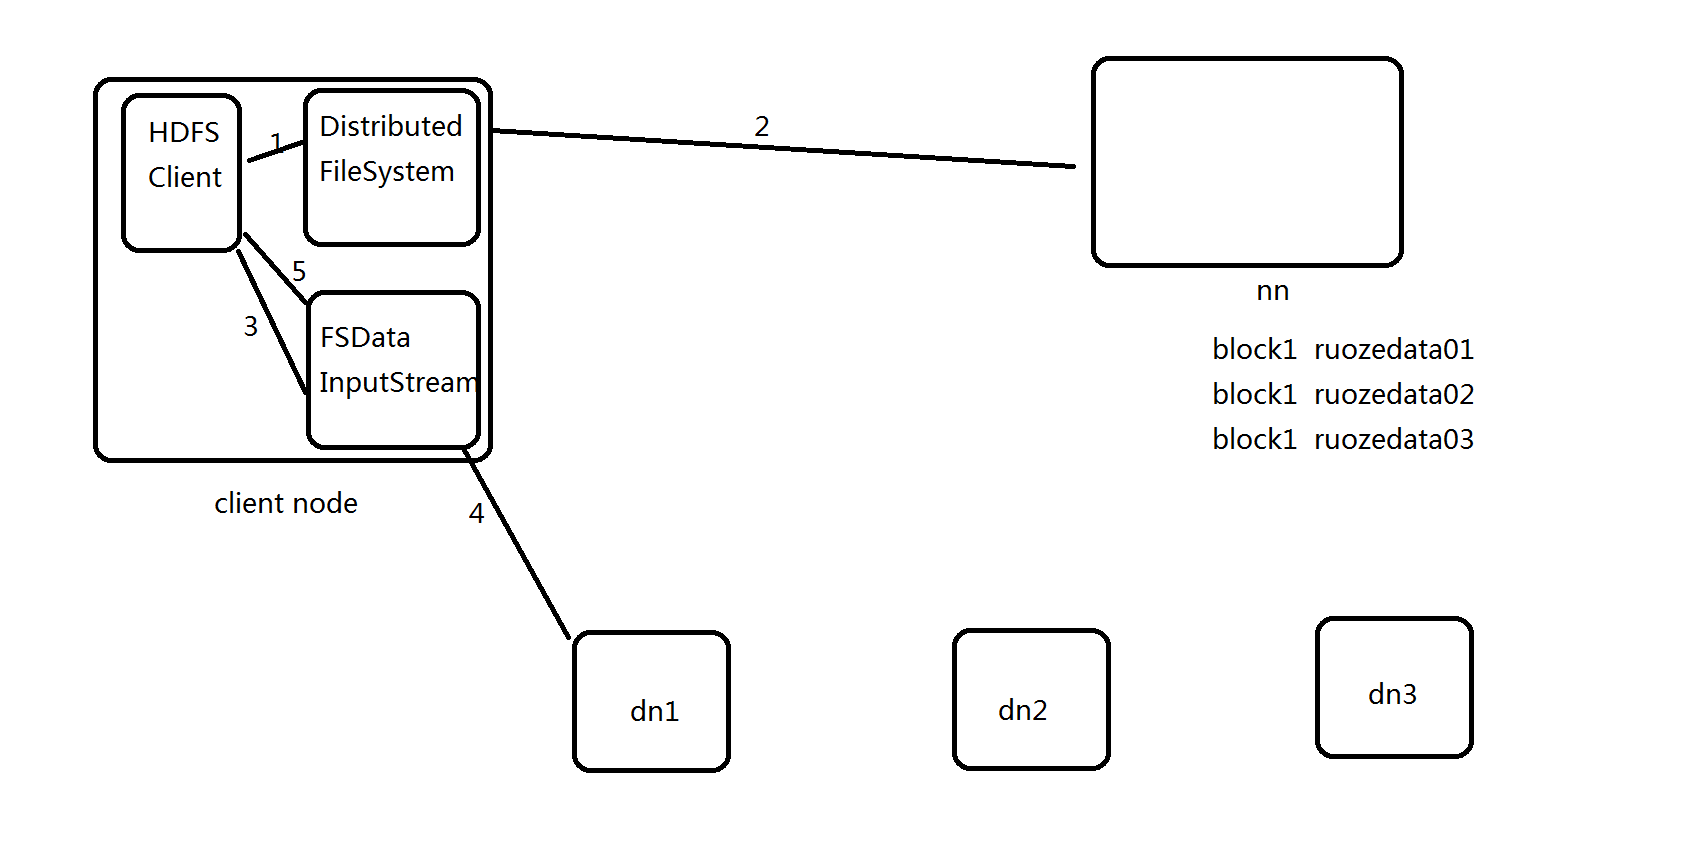 HDFS
Client
1
Distributed
FileSystem
2
5
3
FSData
InputStream
client node
4
nn
block1 ruozedata01
block1 ruozedata02
block1 ruozedata03
dn1
dn2
dn3